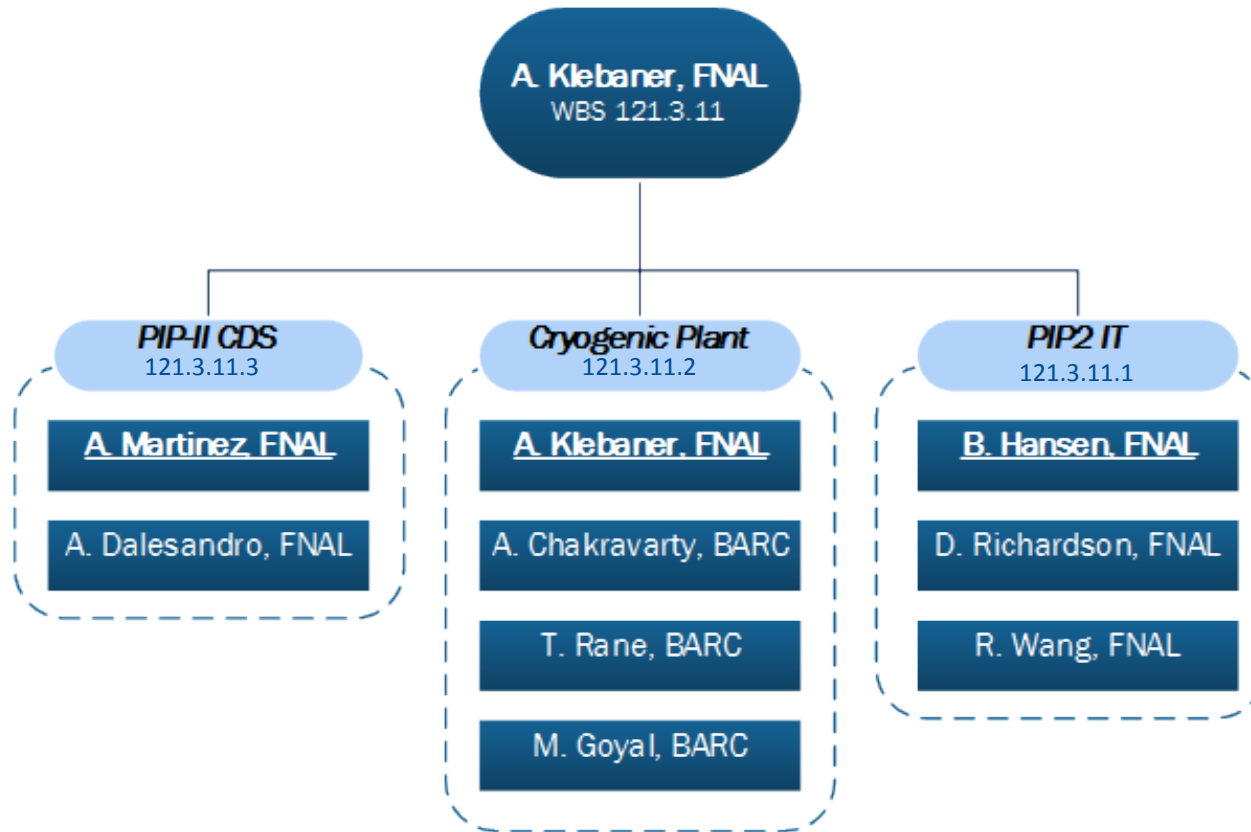 A. Klebaner, FNAL
WBS 121.3.11
PIP-II CDS
121.3.11.3
A. Martinez, FNAL
A. Dalesandro, FNAL
Cryogenic Plant
121.3.11.2
A. Klebaner, FNAL
A. Chakravarty, BARC
T. Rane, BARC
M. Goyal, BARC
PIP2 IT
121.3.11.1
B. Hansen, FNAL
D. Richardson, FNAL
R. Wang, FNAL